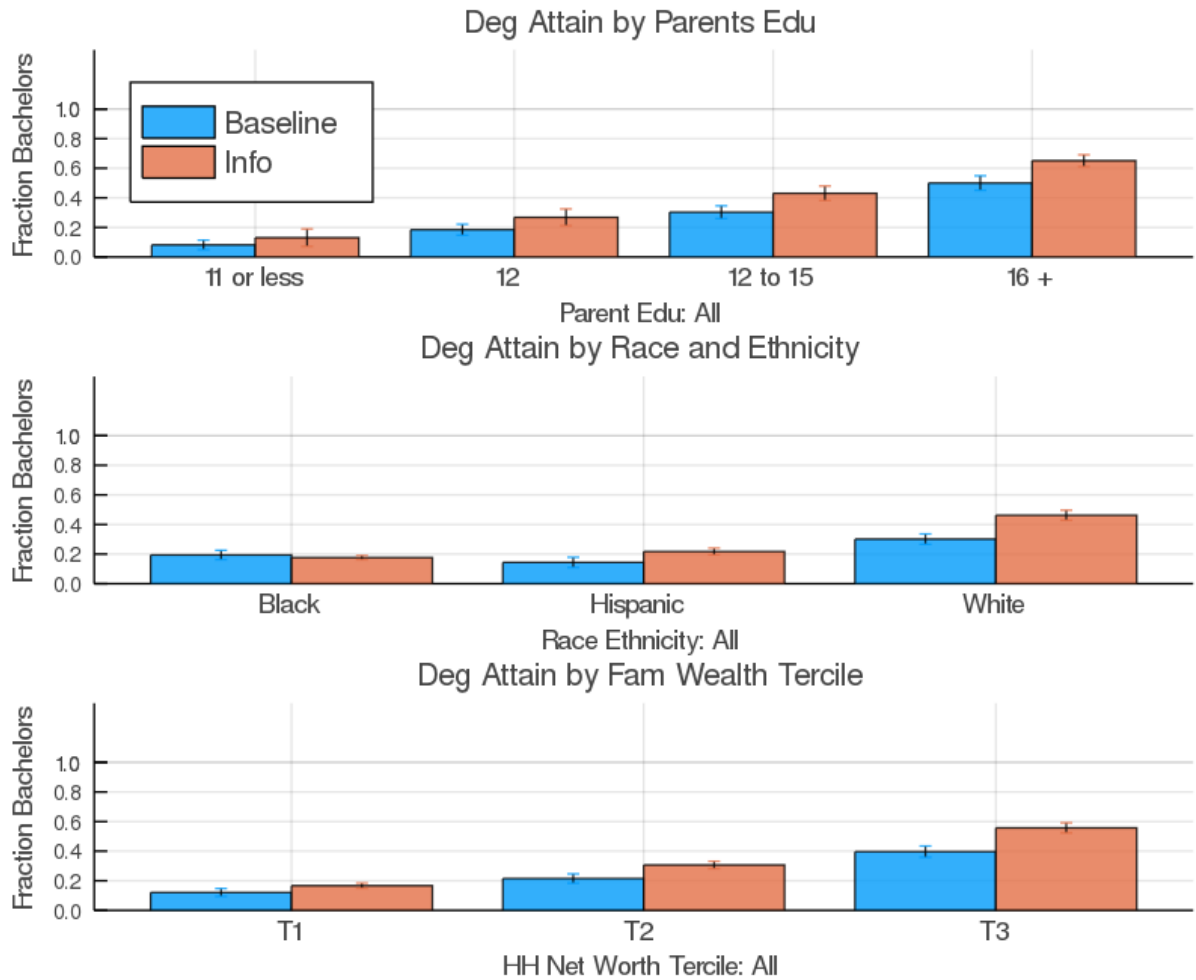 Deg Attain by Parents Edu
Fraction Bachelors
1.0
0.8
0.6
0.4
0.2
0.0
Baseline
Info
11 or less
12
12 to 15
16 +
Parent Edu: All
Deg Attain by Race and Ethnicity
Fraction Bachelors
1.0
0.8
0.6
0.4
0.2
0.0
Black
Hispanic
White
Race Ethnicity: All
Deg Attain by Fam Wealth Tercile
Fraction Bachelors
1.0
0.8
0.6
0.4
0.2
0.0
T1
T2
T3
HH Net Worth Tercile: All